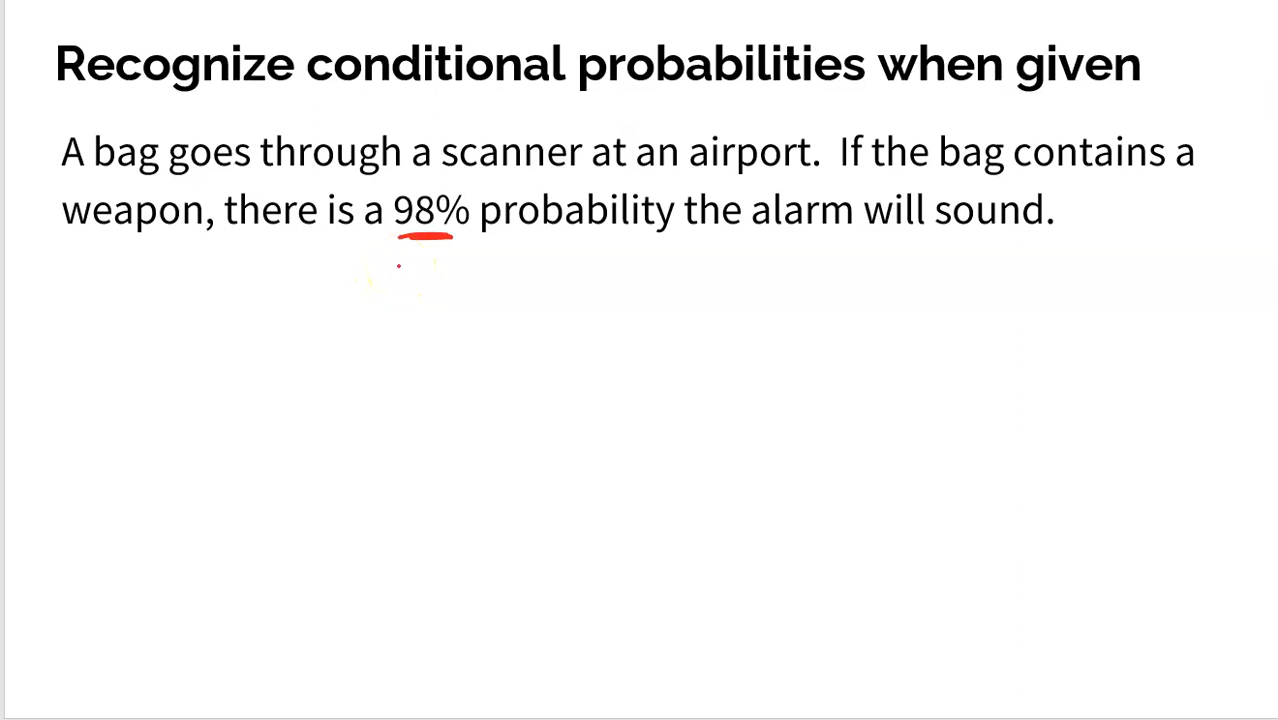 Recognize conditional probabilities when given
A bag goes through a scanner at an airport. If the bag contains a
weapon, there is a 98% probability the alarm will sound.